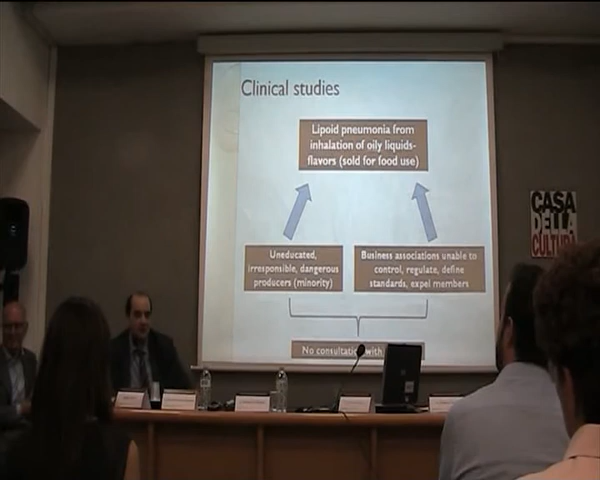 Clinical studies
Lipoid pneumonia from
inhalation of oily liquids-
flavors (sold for food use)
Uneducated,
irresponsible, dangerous
producers (minority)
Business associations unable to
control, regulate, define
standards, expel members
No consultation with
CASA
DELLA
CULTURA